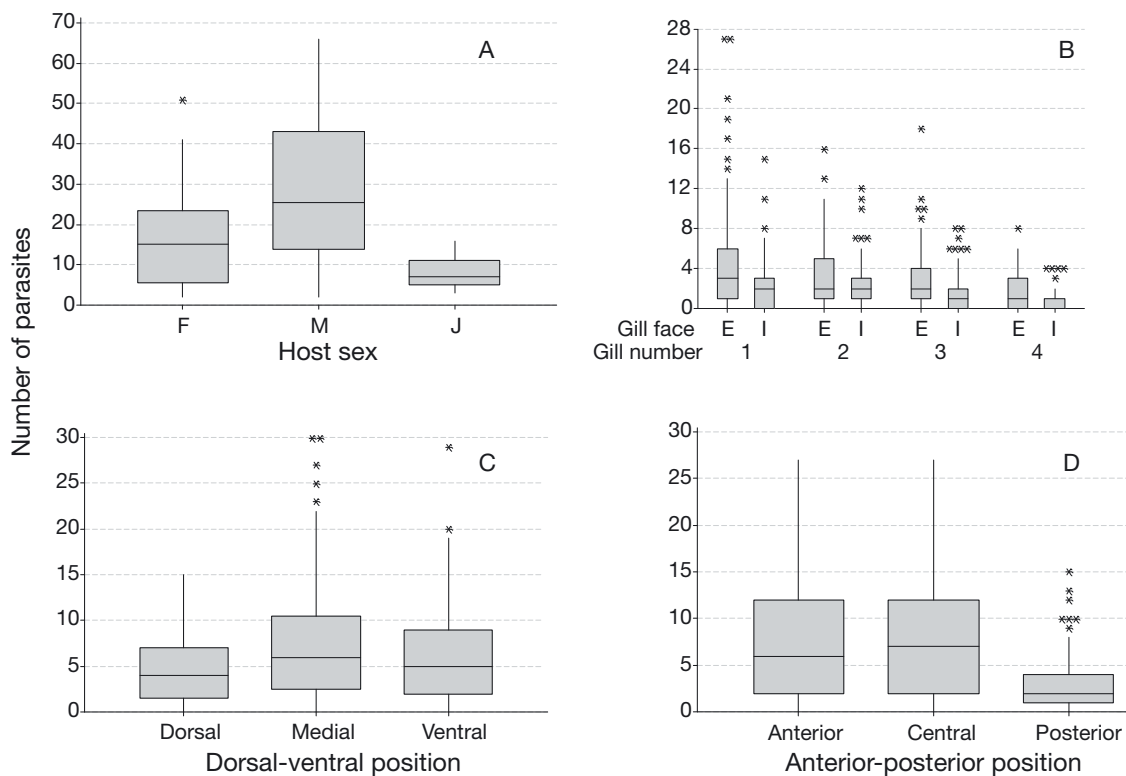 Number of parasites
A
70
60
50
40
30
20
10
0
F M J
Host sex
B
28
24
20
16
12
8
4
0
Gill face E I E I E I E I
Gill number 1 2 3 4
C
30
25
20
15
10
5
0
Dorsal Medial Ventral
Dorsal-ventral position
D
30
25
20
15
10
5
0
Anterior Central Posterior
Anterior-posterior position